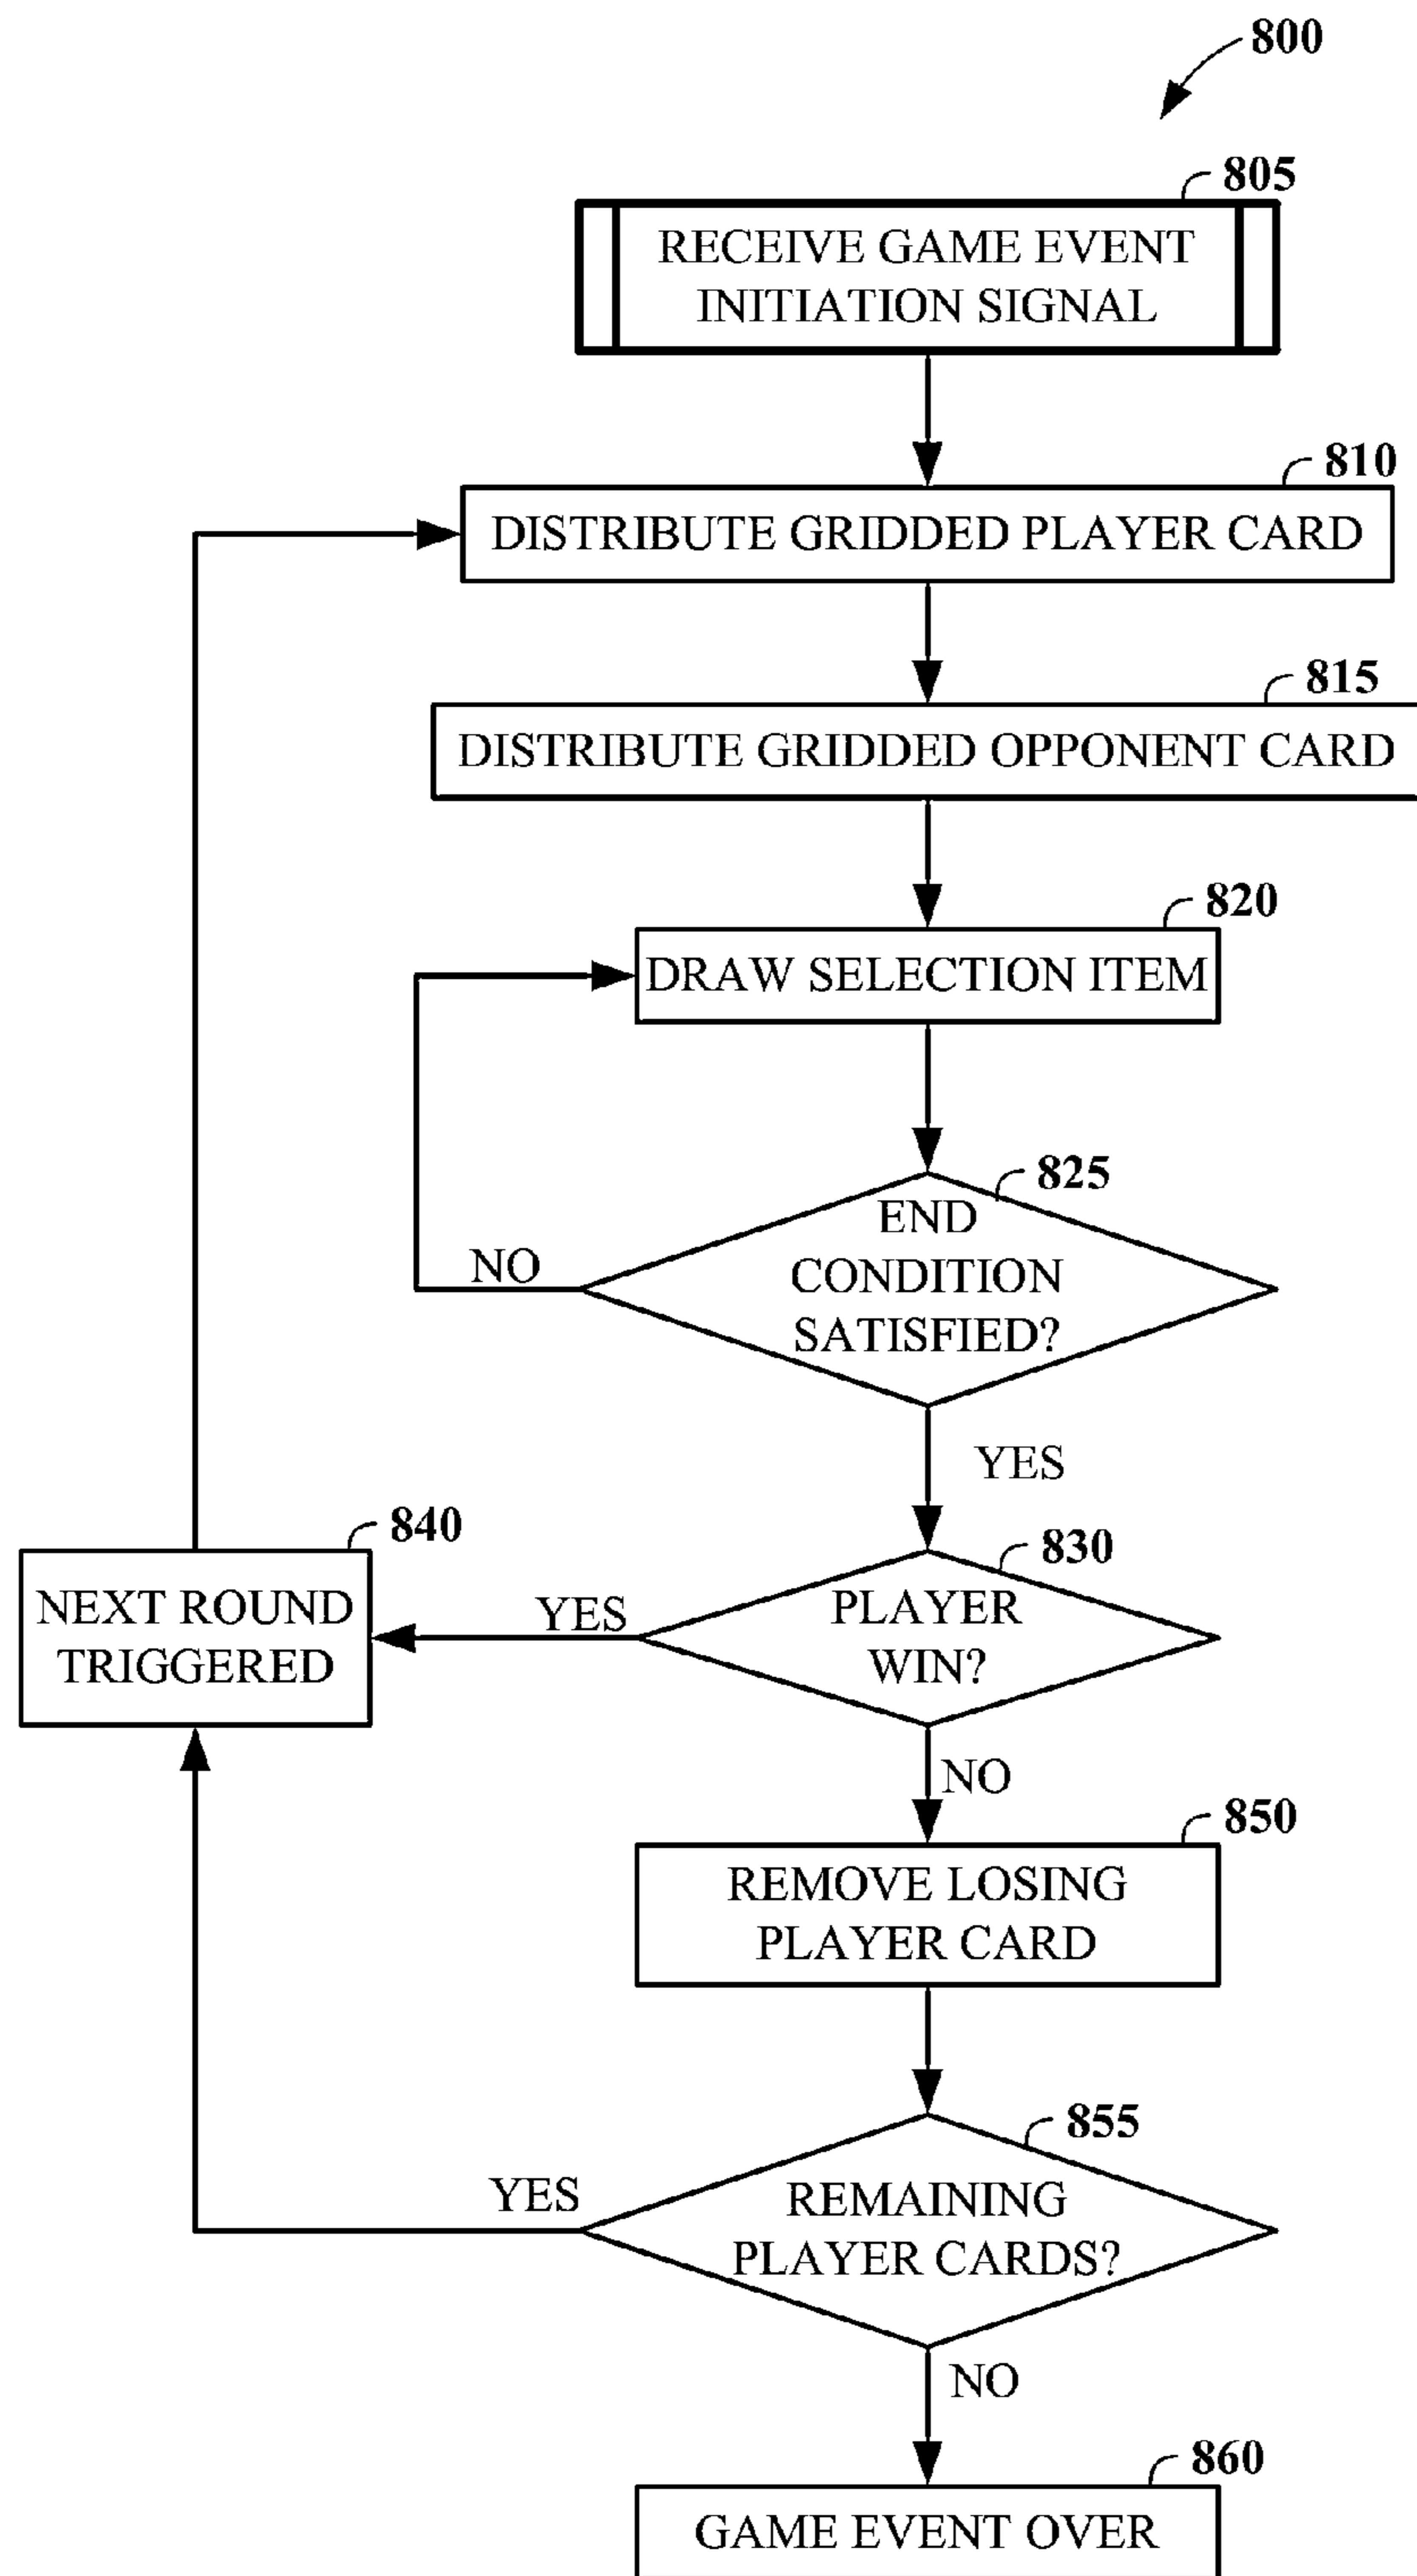 800
805
RECEIVE GAME EVENT
INITIATION SIGNAL
810
DISTRIBUTE GRIDDED PLAYER CARD
815
DISTRIBUTE GRIDDED OPPONENT CARD
820
DRAW SELECTION ITEM
825
END
CONDITION
SATISFIED?
NO
YES
830
PLAYER
WIN?
YES
840
NEXT ROUND
TRIGGERED
NO
850
REMOVE LOSING
PLAYER CARD
855
REMAINING
PLAYER CARDS?
YES
NO
860
GAME EVENT OVER